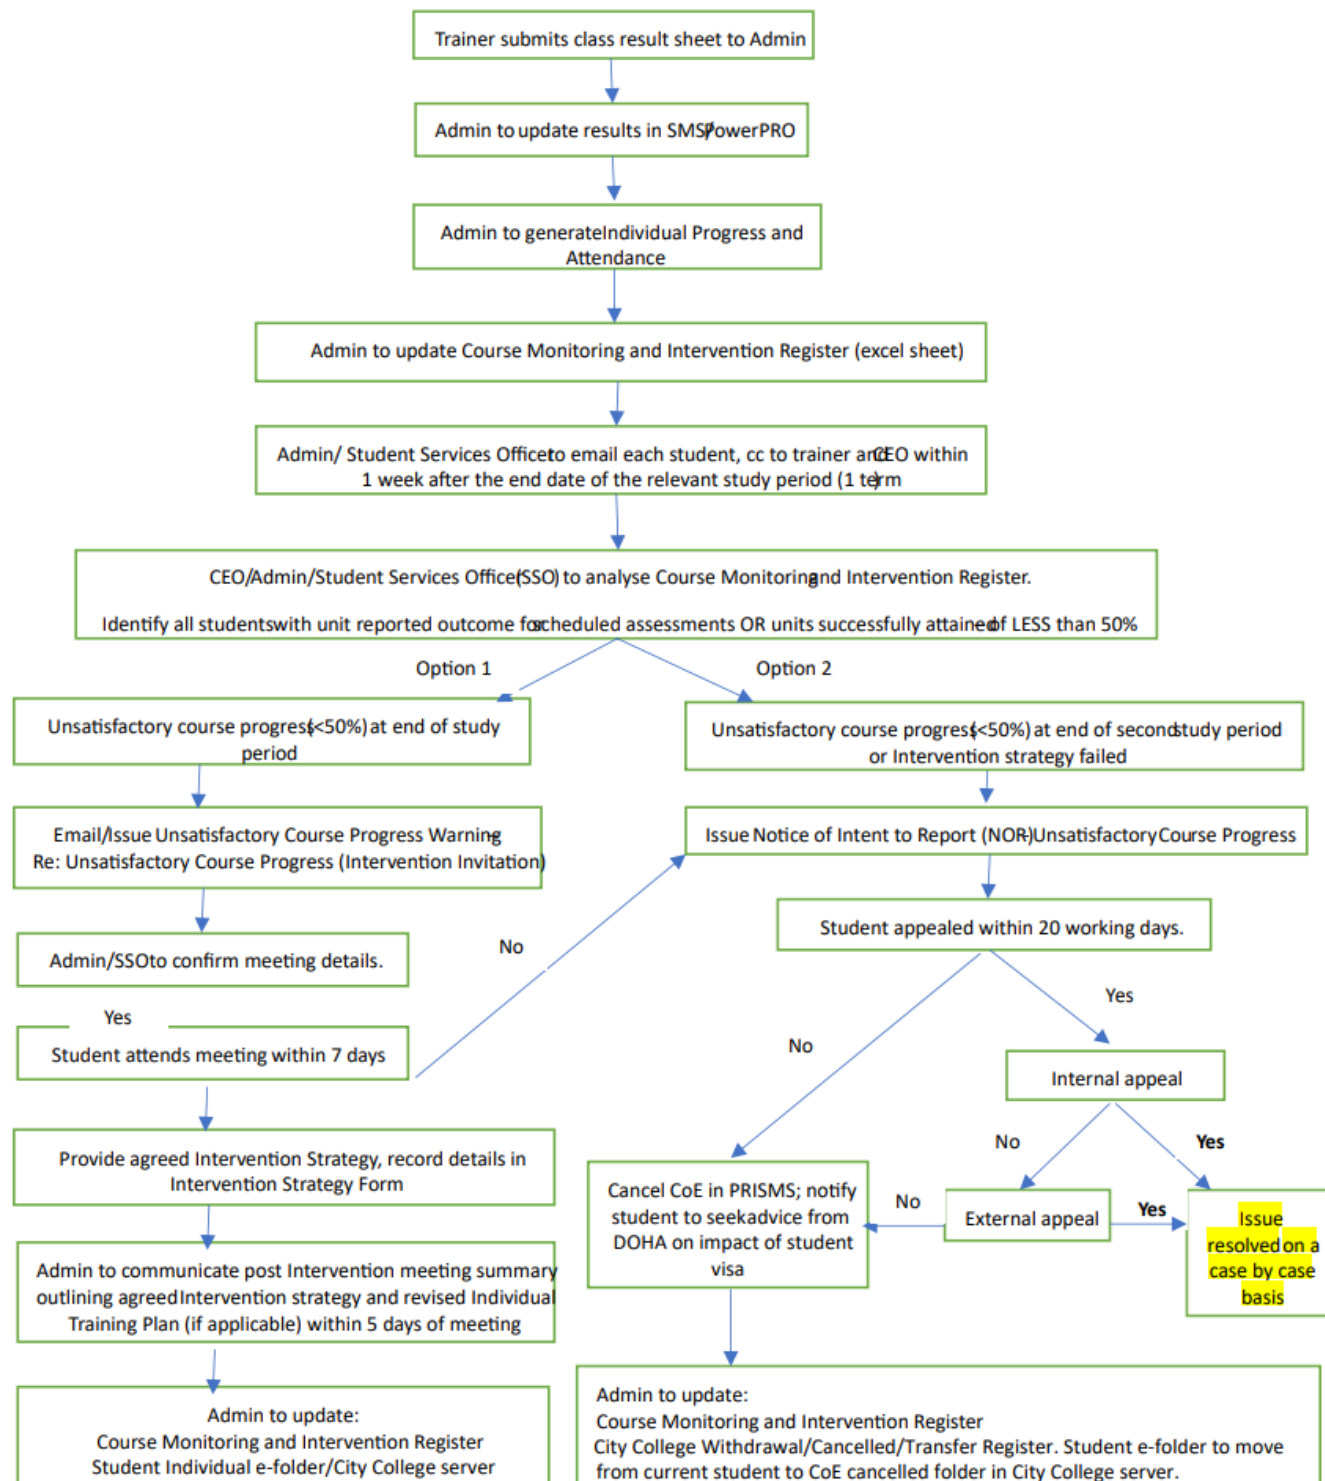 Trainer submits class result sheet to Admin
Admin to update results in SMS/PowerPRO
Admin to generate Individual Progress and
Attendance
Admin to update Course Monitoring and Intervention Register (excel sheet)
Admin/ Student Services Officer to email each student, cc to trainer and CEO within
1 week after the end date of the relevant study period (1 term)
CEO/Admin/Student Services Officer (SSO) to analyse Course Monitoring and Intervention Register.
Identify all students with unit reported outcome for scheduled assessments OR units successfully attained – of LESS than 50%
Option 1
Option 2
Unsatisfactory course progress (<50%) at end of study
period
Unsatisfactory course progress (<50%) at end of second study period
or Intervention strategy failed
Email/Issue Unsatisfactory Course Progress Warning –
Re: Unsatisfactory Course Progress (Intervention Invitation)
Issue Notice of Intent to Report (NOR) – Unsatisfactory Course Progress
Admin/SSO to confirm meeting details.
No
Student appealed within 20 working days.
Yes
Student attends meeting within 7 days
No
Yes
Internal appeal
Provide agreed Intervention Strategy, record details in
Intervention Strategy Form
No
Yes
Cancel CoE in PRISMS; notify
student to seek advice from
DOHA on impact of student
visa
No
External appeal
Yes
Issue
resolved on a
case by case
basis
Admin to communicate post Intervention meeting summary
outlining agreed Intervention strategy and revised Individual
Training Plan (if applicable) within 5 days of meeting
Admin to update:
Course Monitoring and Intervention Register
Student Individual e-folder/City College server
Admin to update:
Course Monitoring and Intervention Register
City College Withdrawal/Cancelled/Transfer Register. Student e-folder to move
from current student to CoE cancelled folder in City College server.